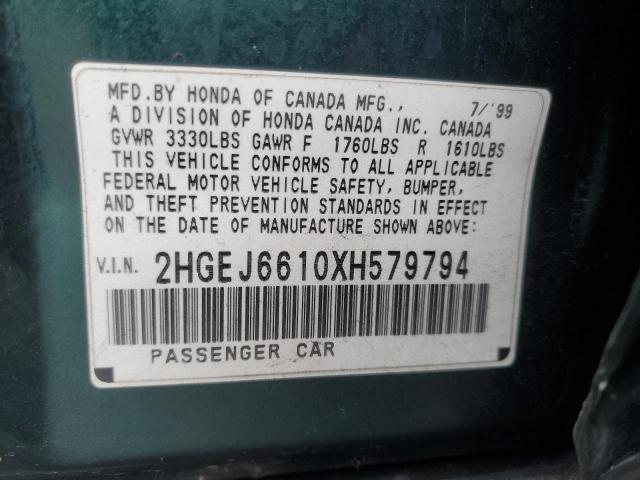 MFD.BY HONDA OF CANADA MFG., 7/'99
A DIVISION OF HONDA CANADA INC. CANADA
GVWR 3330LBS GAWR F 1760LBS R 1610LBS
THIS VEHICLE CONFORMS TO ALL APPLICABLE
FEDERAL MOTOR VEHICLE SAFETY, BUMPER,
AND THEFT PREVENTION STANDARDS IN EFFECT
ON THE DATE OF MANUFACTURE SHOWN ABOVE:
V.I.N. 2HGEJ6610XH579794
PASSENGER CAR